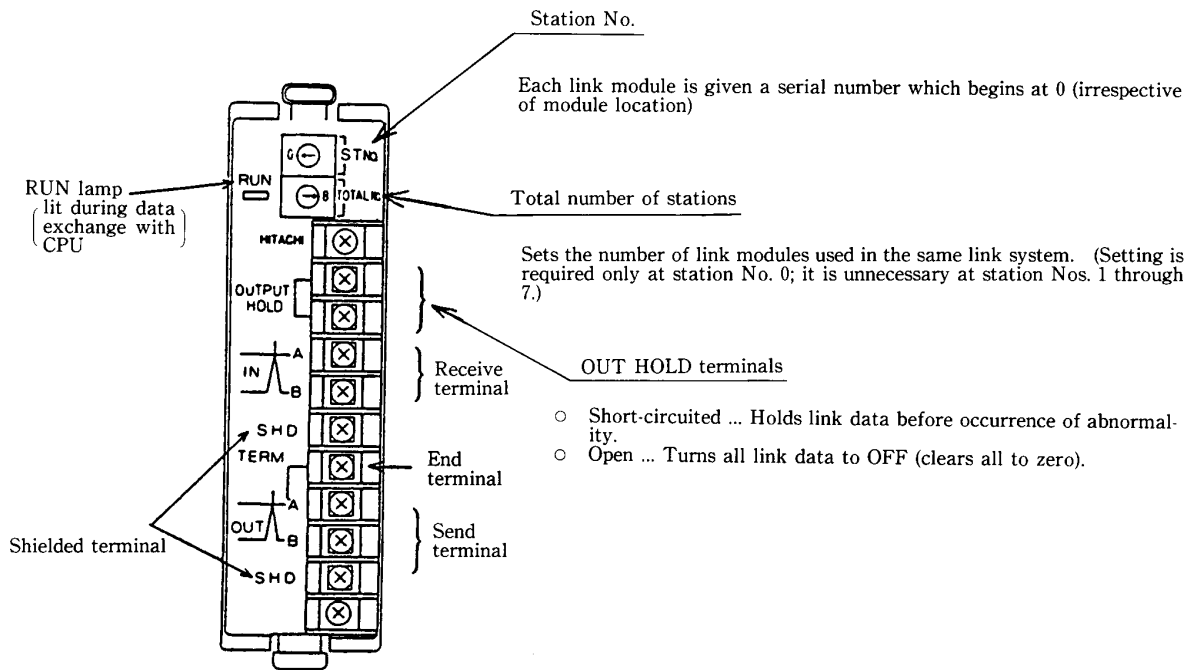 Station No.
Each link module is given a serial number which begins at 0 (irrespective
of module location)
ST NO.
RUN
8 TOTAL NO.
RUN lamp
lit during data
exchange with
CPU
Total number of stations
HITACHI
Sets the number of link modules used in the same link system. (Setting is
required only at station No. 0; it is unnecessary at station Nos. 1 through
7.)
OUTPUT
HOLD
OUT HOLD terminals
A
IN
B
Receive
terminal
○ Short-circuited ... Holds link data before occurrence of abnormal-
ity.
○ Open ... Turns all link data to OFF (clears all to zero).
SHD
TERM
End
terminal
A
OUT
B
Send
terminal
Shielded terminal
SHD